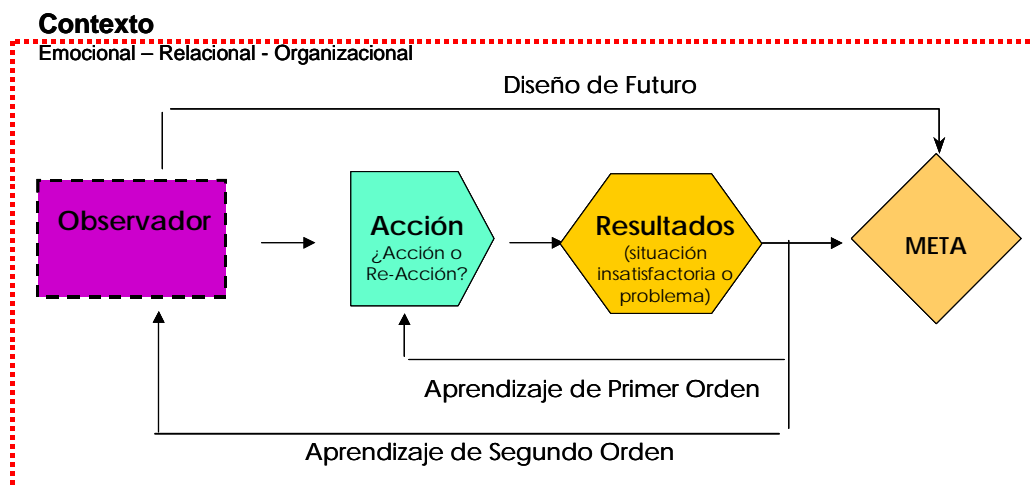 Contexto
Emocional – Relacional - Organizacional
Diseño de Futuro
Observador
Acción
¿Acción o
Re-Acción?
Resultados
(situación
insatisfactoria o
problema)
META
Aprendizaje de Primer Orden
Aprendizaje de Segundo Orden